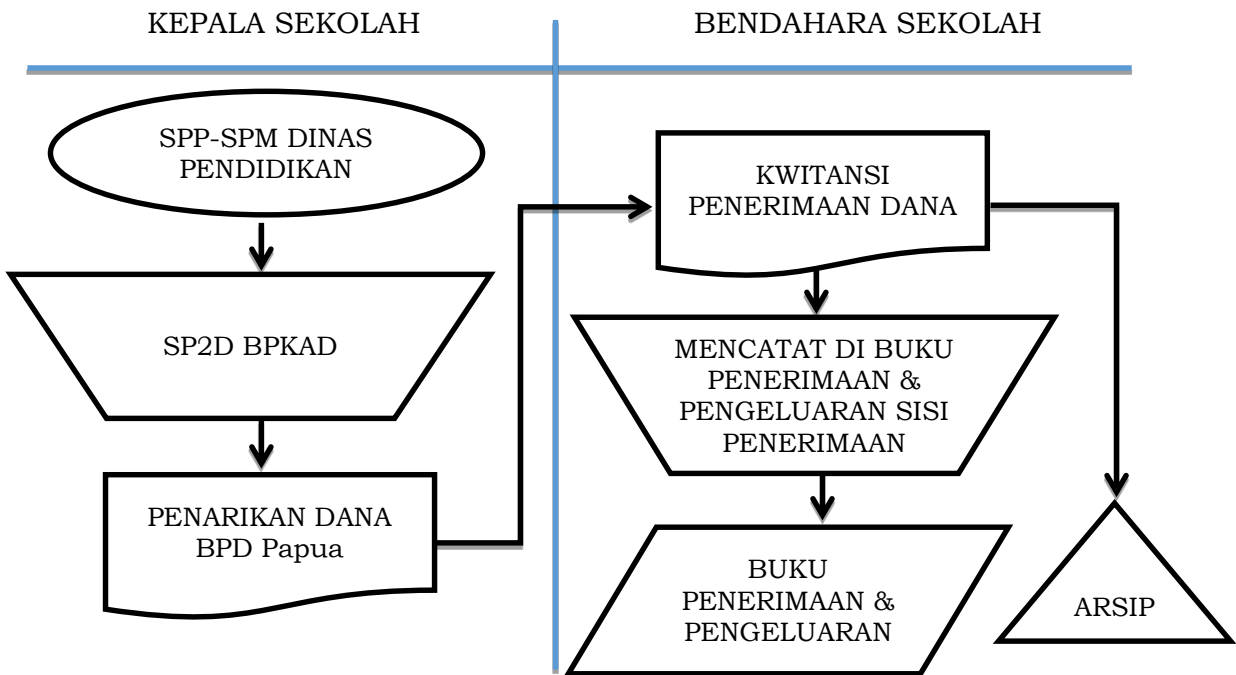 KEPALA SEKOLAH
BENDAHARA SEKOLAH
SPP-SPM DINAS
PENDIDIKAN
SP2D BPKAD
PENARIKAN DANA
BPD Papua
KWITANSI
PENERIMAAN DANA
MENCATAT DI BUKU
PENERIMAAN &
PENGELUARAN SISI
PENERIMAAN
BUKU
PENERIMAAN &
PENGELUARAN
ARSIP